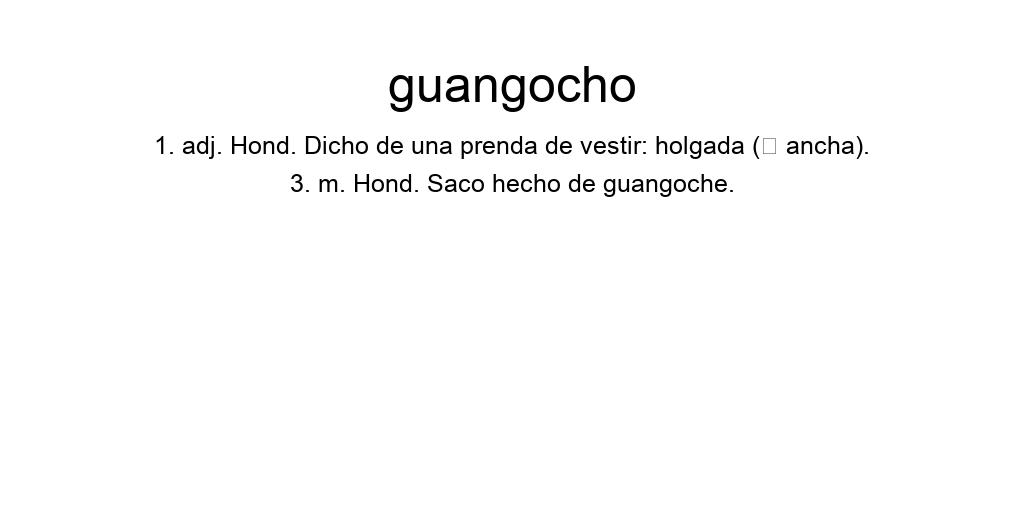 guangocho
1. adj. Hond. Dicho de una prenda de vestir: holgada (□ ancha).
3. m. Hond. Saco hecho de guangoche.